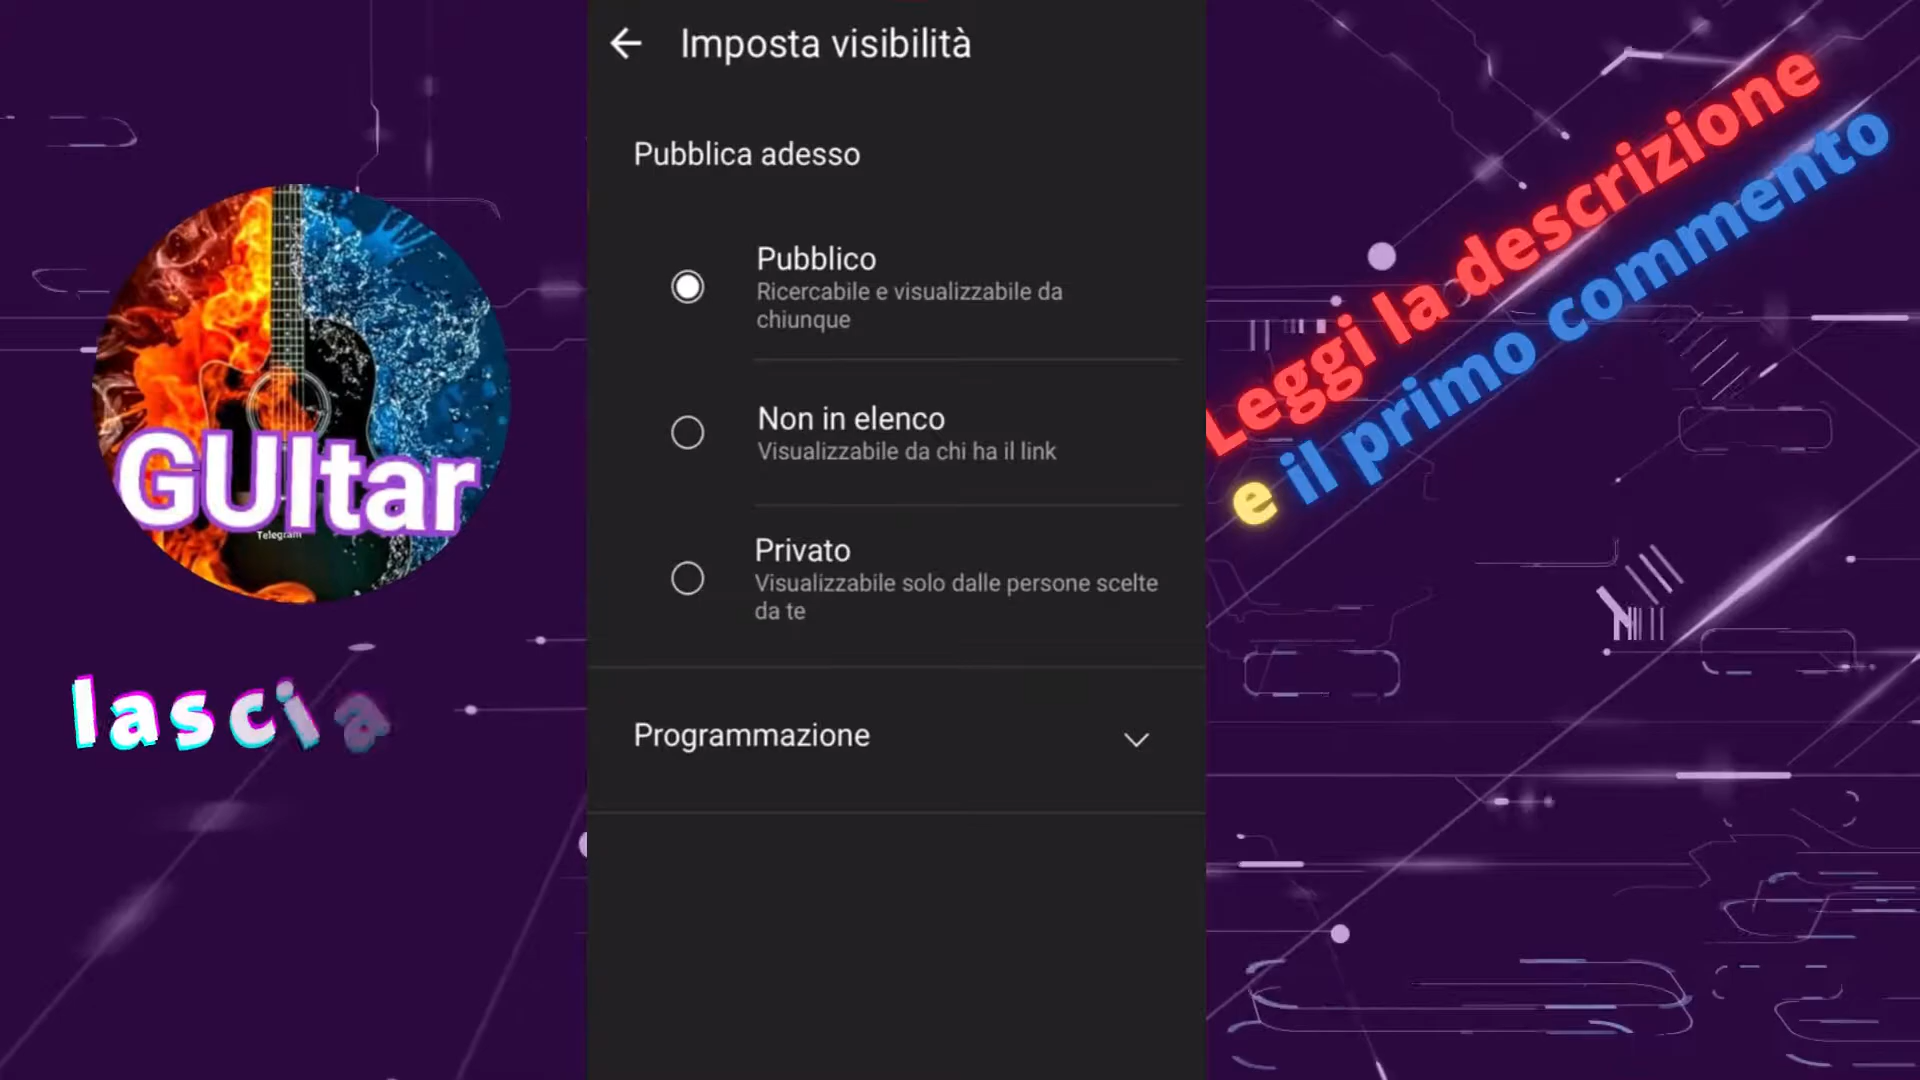 Imposta visibilità
Pubblica adesso
Pubblico
Ricercabile e visualizzabile da
chiunque
Non in elenco
Visualizzabile da chi ha il link
Privato
Visualizzabile solo dalle persone scelte
da te
Programmazione
GUItar
Telegram
lascia
Leggi la descrizione
e il primo commento